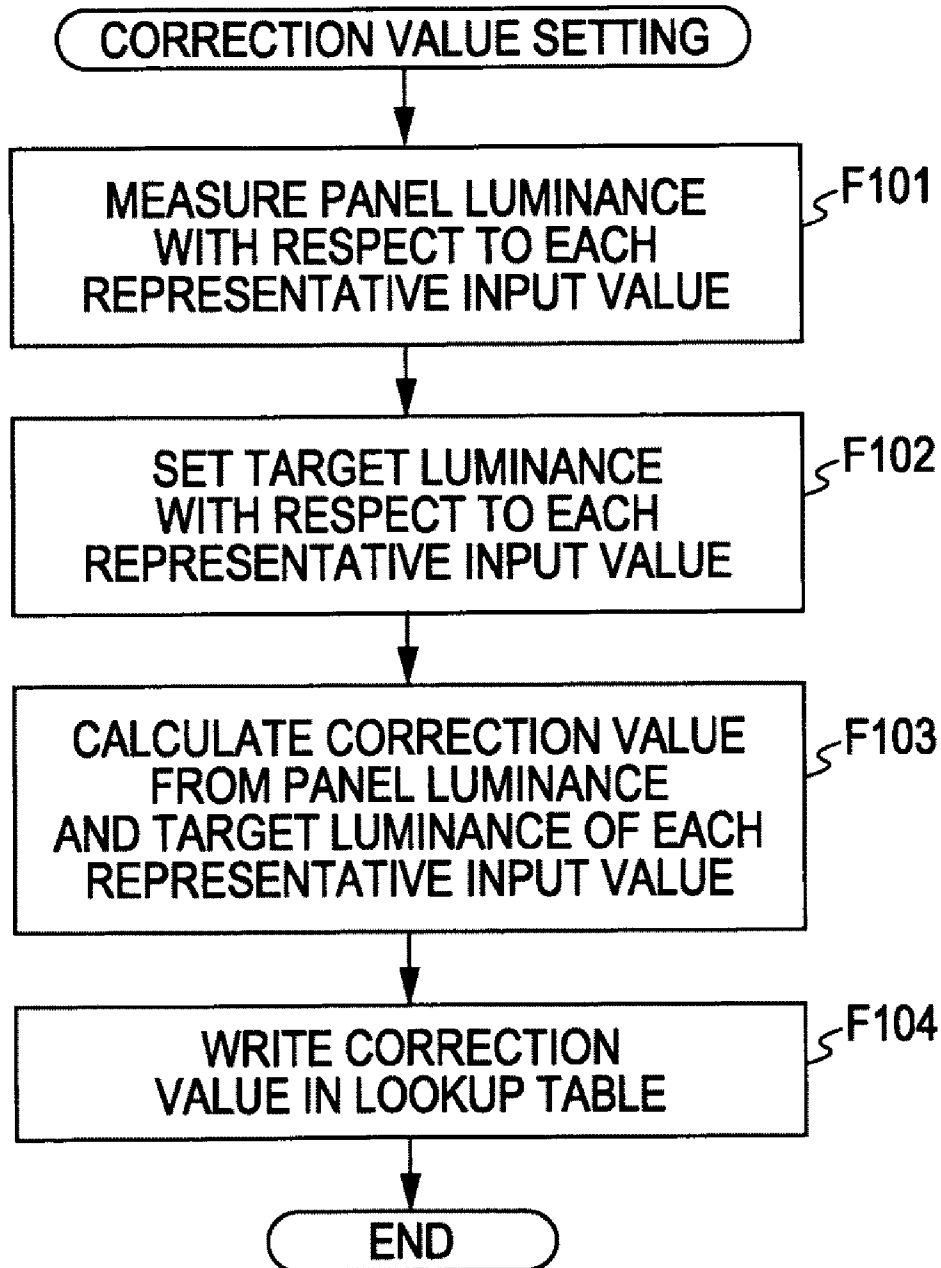 CORRECTION VALUE SETTING
MEASURE PANEL LUMINANCE
WITH RESPECT TO EACH
REPRESENTATIVE INPUT VALUE
F101
SET TARGET LUMINANCE
WITH RESPECT TO EACH
REPRESENTATIVE INPUT VALUE
F102
CALCULATE CORRECTION VALUE
FROM PANEL LUMINANCE
AND TARGET LUMINANCE OF EACH
REPRESENTATIVE INPUT VALUE
F103
WRITE CORRECTION
VALUE IN LOOKUP TABLE
F104
END